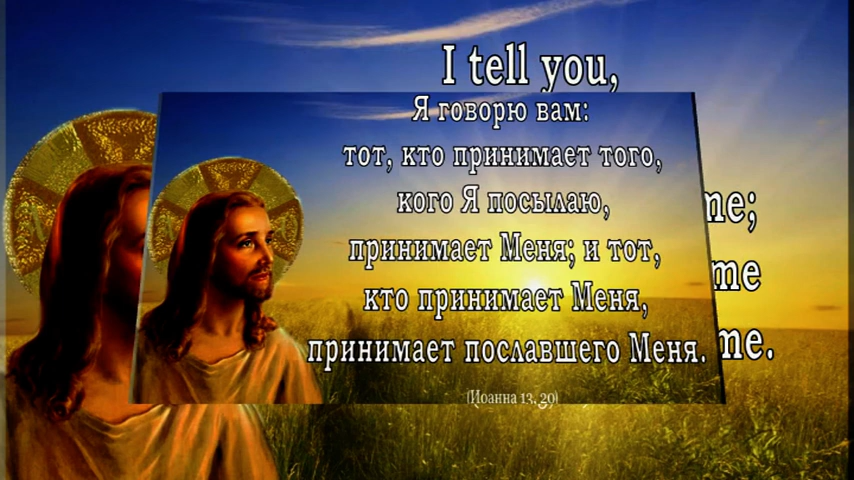 I tell you,
Я говорю вам:
тот, кто принимает того,
кого Я посылаю,
принимает Меня; и тот,
кто принимает Меня,
принимает пославшего Меня.
(Иоанна 13, 20)
me;
me
me.